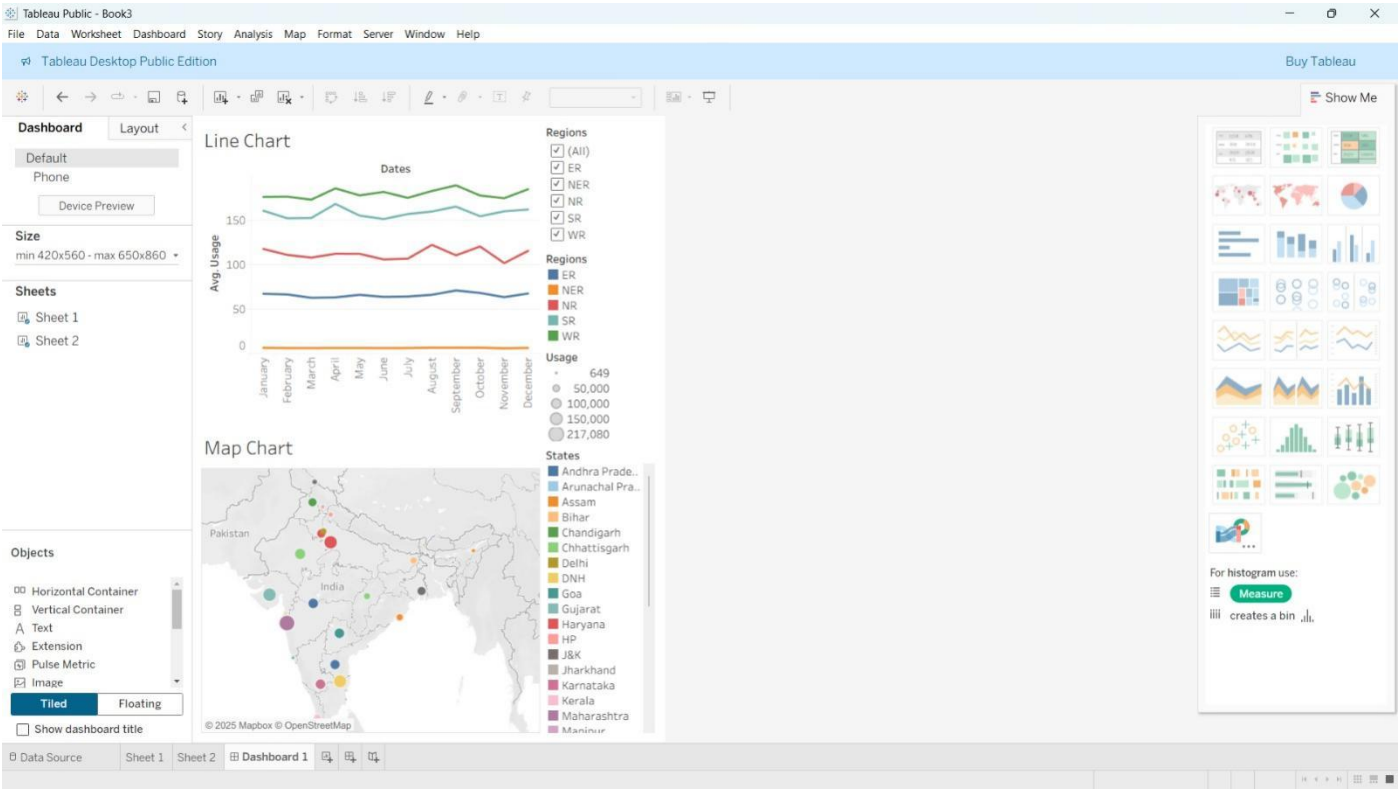 Tableau Public - Book3
File Data Worksheet Dashboard Story Analysis Map Format Server Window Help
Tableau Desktop Public Edition
Buy Tableau
Show Me
Dashboard Layout
Default
Phone
Device Preview
Size
min 420x560 - max 650x860
Sheets
Sheet 1
Sheet 2
Objects
Horizontal Container
Vertical Container
A Text
Extension
Pulse Metric
Image
Tiled Floating
Show dashboard title
Line Chart
Dates
Avg. Usage
150
100
50
0
January
February
March
April
May
June
July
August
September
October
November
December
Regions
(All)
ER
NER
NR
SR
WR
Regions
ER
NER
NR
SR
WR
Usage
649
50,000
100,000
150,000
217,080
Map Chart
Pakistan
India
© 2025 Mapbox © OpenStreetMap
States
Andhra Prade..
Arunachal Pra..
Assam
Bihar
Chandigarh
Chhattisgarh
Delhi
DNH
Goa
Gujarat
Haryana
HP
J&K
Jharkhand
Karnataka
Kerala
Maharashtra
Manipur
For histogram use:
Measure
creates a bin
Data Source Sheet 1 Sheet 2 Dashboard 1